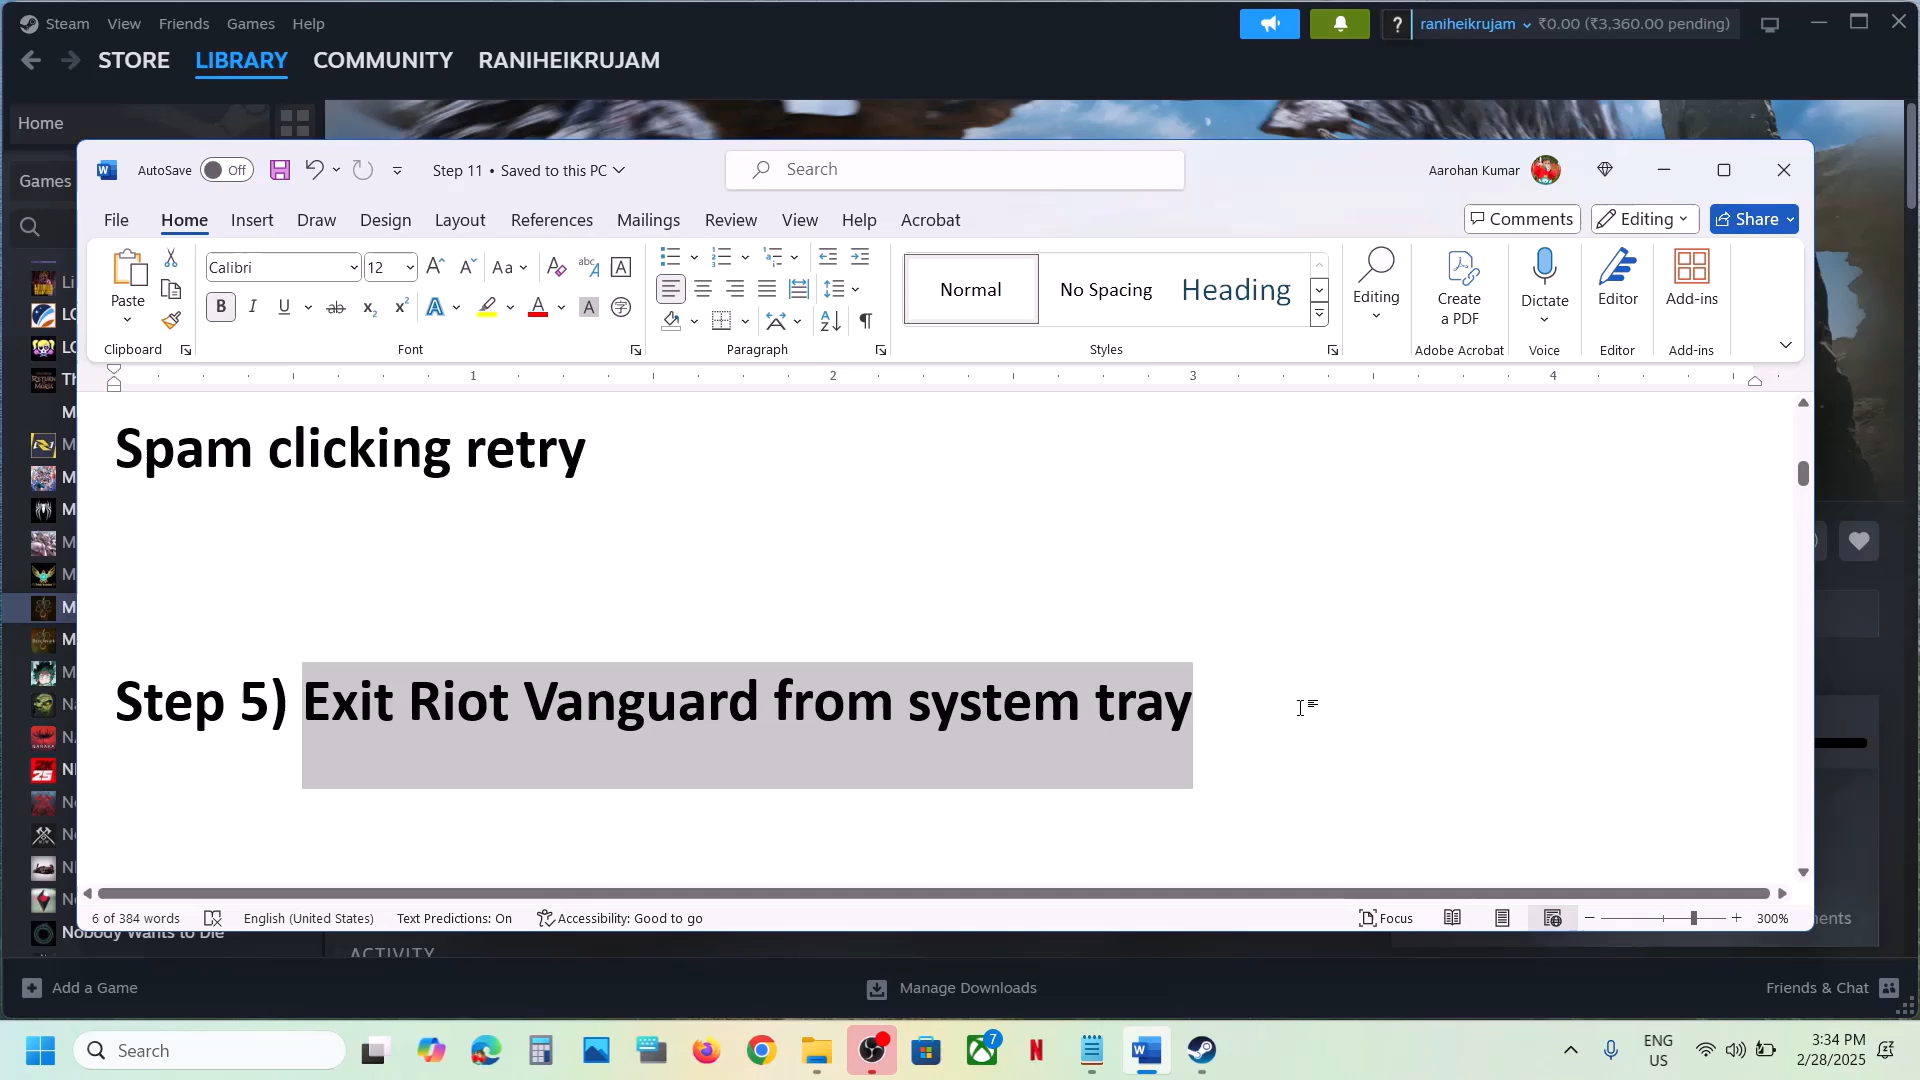 Steam View Friends Games Help
raniheikrujam ₹0.00 (₹3,360.00 pending)
STORE LIBRARY COMMUNITY RANIHEIKRUJAM
Home
Games
AutoSave Off Step 11 • Saved to this PC Search Aarohan Kumar
File Home Insert Draw Design Layout References Mailings Review View Help Acrobat Comments Editing Share
Calibri 12
Paste
Clipboard Font Paragraph
Normal No Spacing Heading
Styles
Editing
Create a PDF
Adobe Acrobat
Dictate
Voice
Editor
Editor
Add-ins
Add-ins
1 2 3 4
Spam clicking retry
Step 5) Exit Riot Vanguard from system tray
6 of 384 words English (United States) Text Predictions: On Accessibility: Good to go Focus 300%
Nobody Wants to Die
ACTIVITY
Add a Game Manage Downloads Friends & Chat
Search
7
ENG
US
3:34 PM
2/28/2025